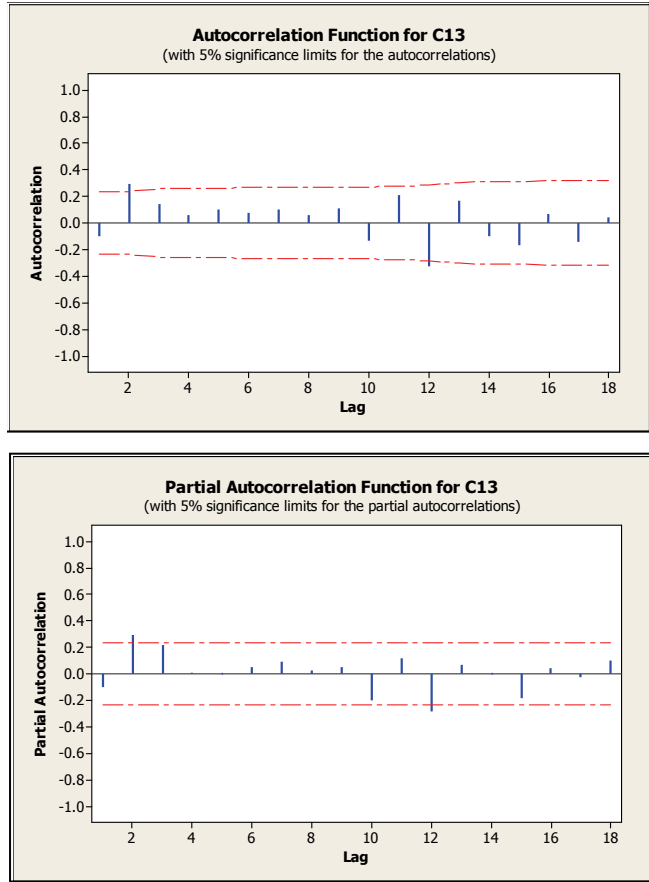 Autocorrelation Function for C13
(with 5% significance limits for the autocorrelations)
Autocorrelation
1.0
0.8
0.6
0.4
0.2
0.0
-0.2
-0.4
-0.6
-0.8
-1.0
2 4 6 8 10 12 14 16 18
Lag
Partial Autocorrelation Function for C13
(with 5% significance limits for the partial autocorrelations)
Partial Autocorrelation
1.0
0.8
0.6
0.4
0.2
0.0
-0.2
-0.4
-0.6
-0.8
-1.0
2 4 6 8 10 12 14 16 18
Lag